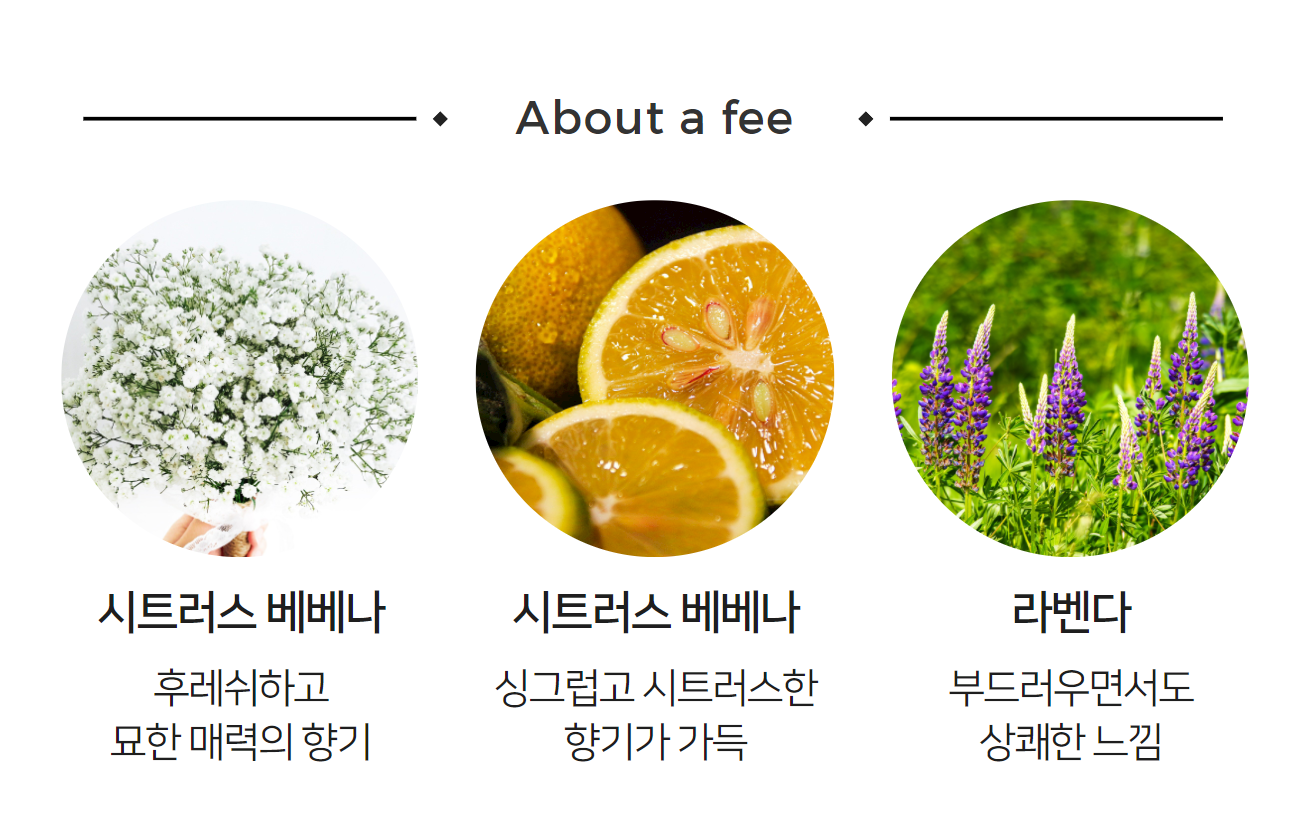 About a fee
시트러스 베베나
후레쉬하고
묘한 매력의 향기
시트러스 베베나
싱그럽고 시트러스한
향기가 가득
라벤다
부드러우면서도
상쾌한 느낌